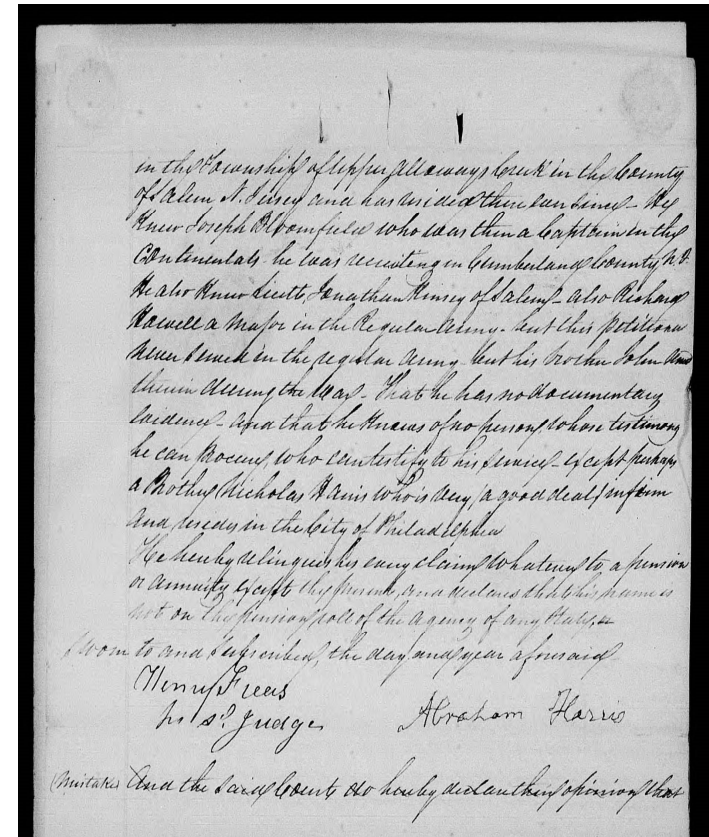 in the Township of Upper Alloways Creek in the County
of Salem N. Jersey and has resided there ever since - He
knew Joseph Bloomfield who was then a Captain in the
Continentals he was recruiting in Cumberland County N. J.
He also knew Lieutt, Jonathan Kinsey of Salem - also Richard
Howell a Major in the Regular Army - but this petitioner
never served in the regular Army but his brother John
therein during the War - That he has no documentary
evidence - and that he knows of no person, whose testimony
he can procure, who can testify to his service - except perhaps
a Brother Nicholas Harris who is very (a good deal) infirm
and resides in the City of Philadelphia
He hereby relinquishes every claim whatever to a pension
or annuity except the present, and declares that his name is
not on the pension roll of the agency of any State,
Sworn to and subscribed, the day and year aforesaid
Henry Freas
Judge Abraham Harris
(Mistake) And the said Court do hereby declare their opinion that